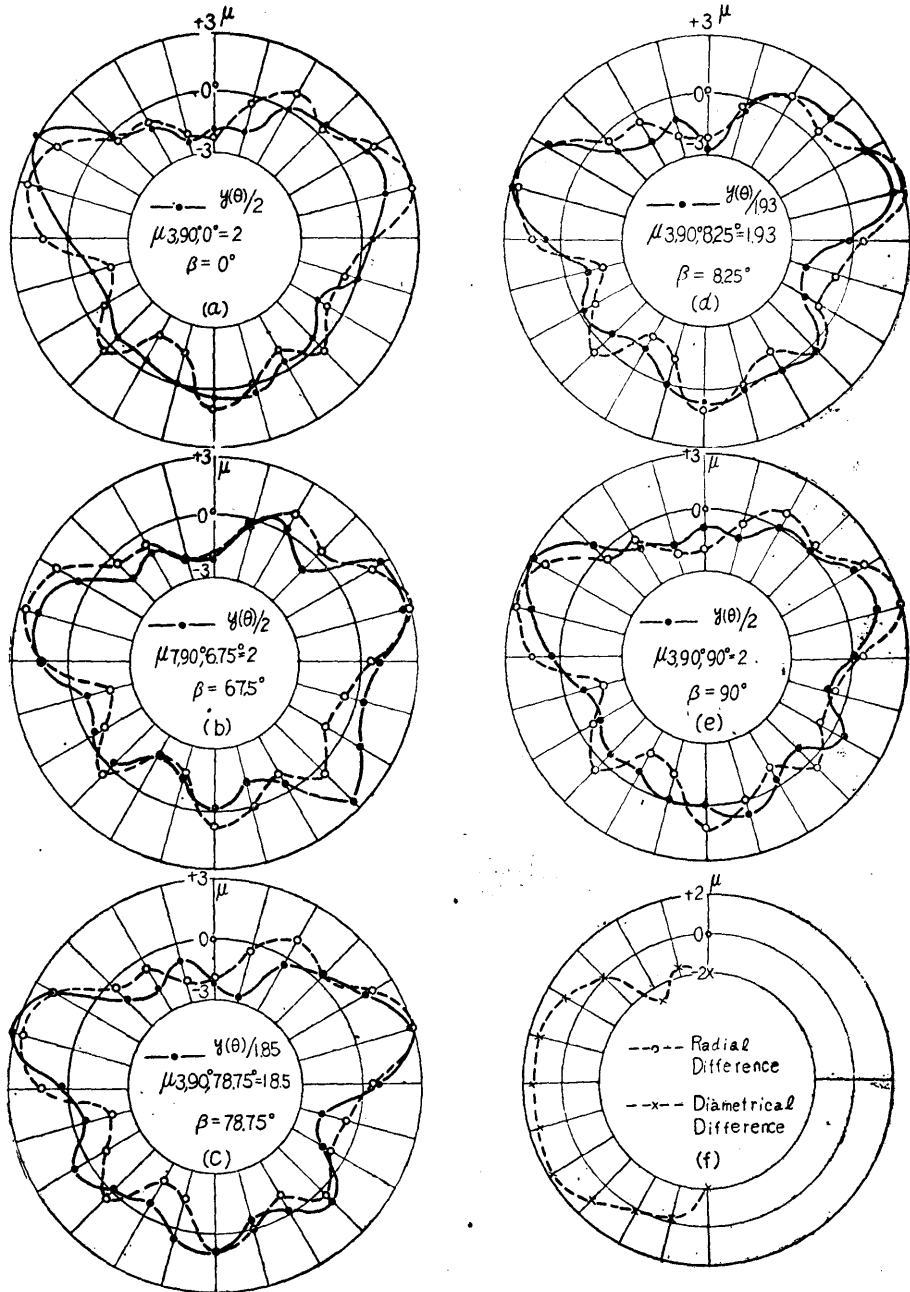 +3 μ
0
-3
y(θ)/2
μ3,90°,0°=2
β = 0°
(a)
+3 μ
0
-3
y(θ)/2
μ7,90°6.75°=2
β = 67.5°
(b)
+3 μ
0
-3
y(θ)/1.85
μ3,90°,78.75°=1.85
β = 78.75°
(c)
+3 μ
0
-3
y(θ)/1.93
μ3,90°,8.25°=1.93
β = 8.25°
(d)
+3 μ
0
-3
y(θ)/2
μ3,90°,90°=2
β = 90°
(e)
+2 μ
0
-2
Radial
Difference
Diametrical
Difference
(f)